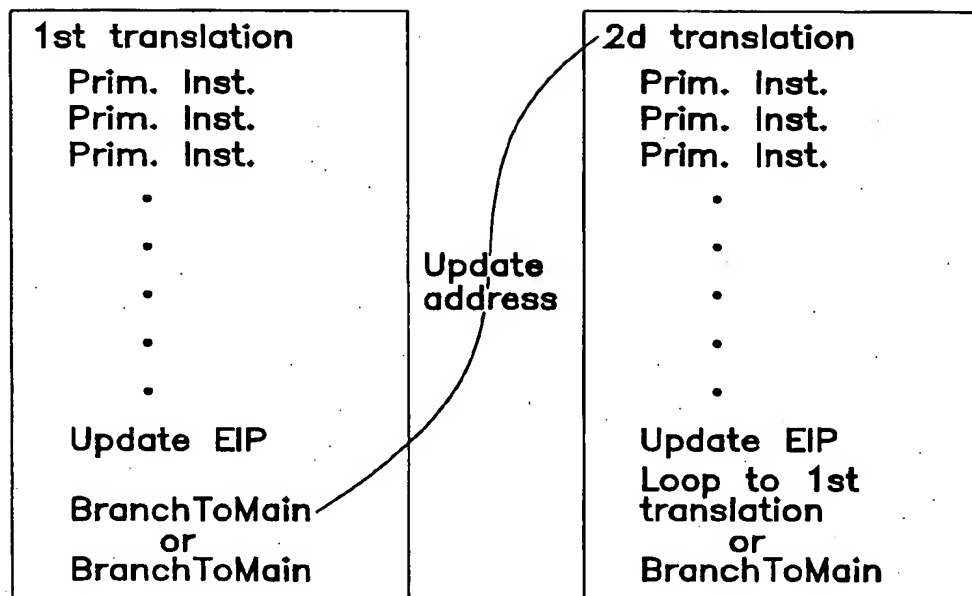 1st translation
Prim. Inst.
Prim. Inst.
Prim. Inst.
Update EIP
BranchToMain
or
BranchToMain
Update
address
2d translation
Prim. Inst.
Prim. Inst.
Prim. Inst.
Update EIP
Loop to 1st
translation
or
BranchToMain